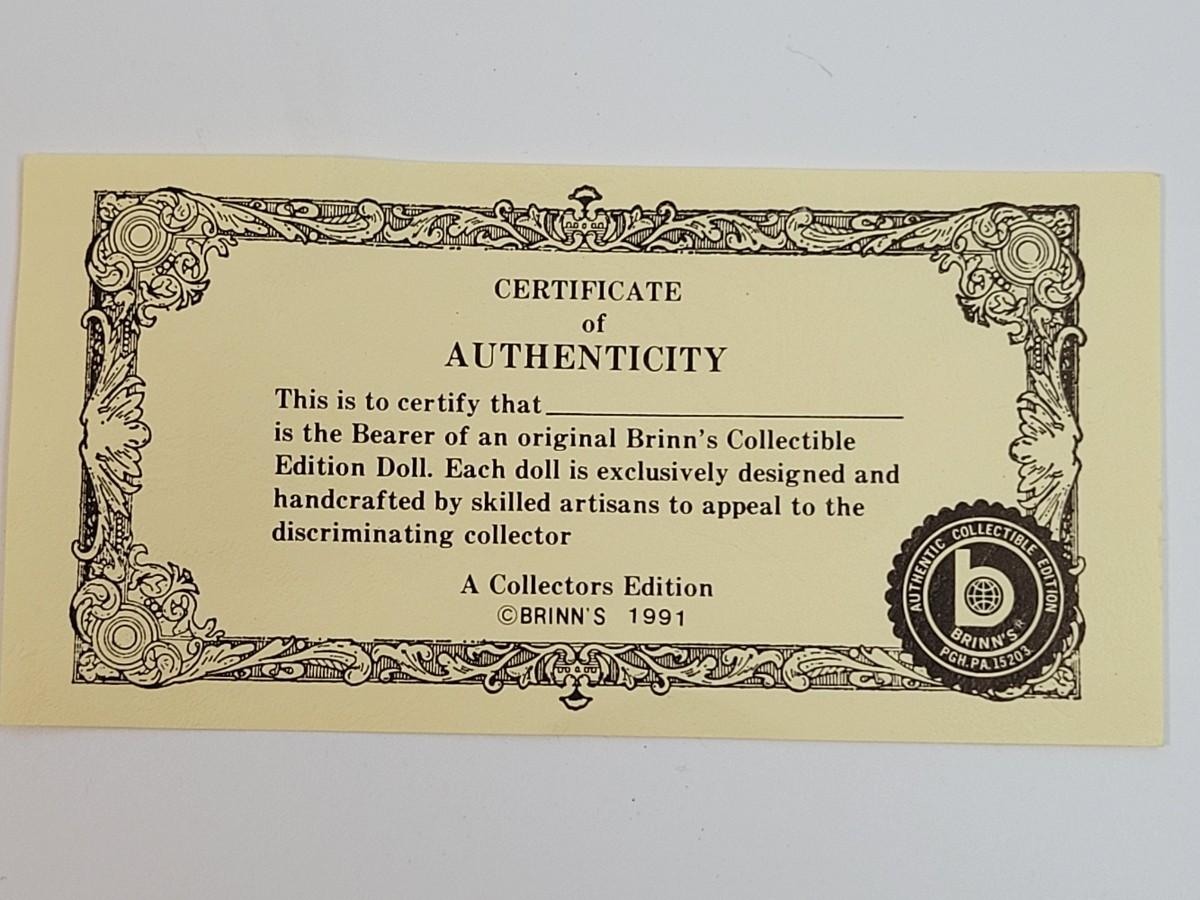 CERTIFICATE
of
AUTHENTICITY
This is to certify that
is the Bearer of an original Brinn's Collectible
Edition Doll. Each doll is exclusively designed and
handcrafted by skilled artisans to appeal to the
discriminating collector
A Collectors Edition
©BRINN'S 1991
AUTHENTIC COLLECTIBLE EDITION
b
BRINN'S®
PGH. PA. 15203